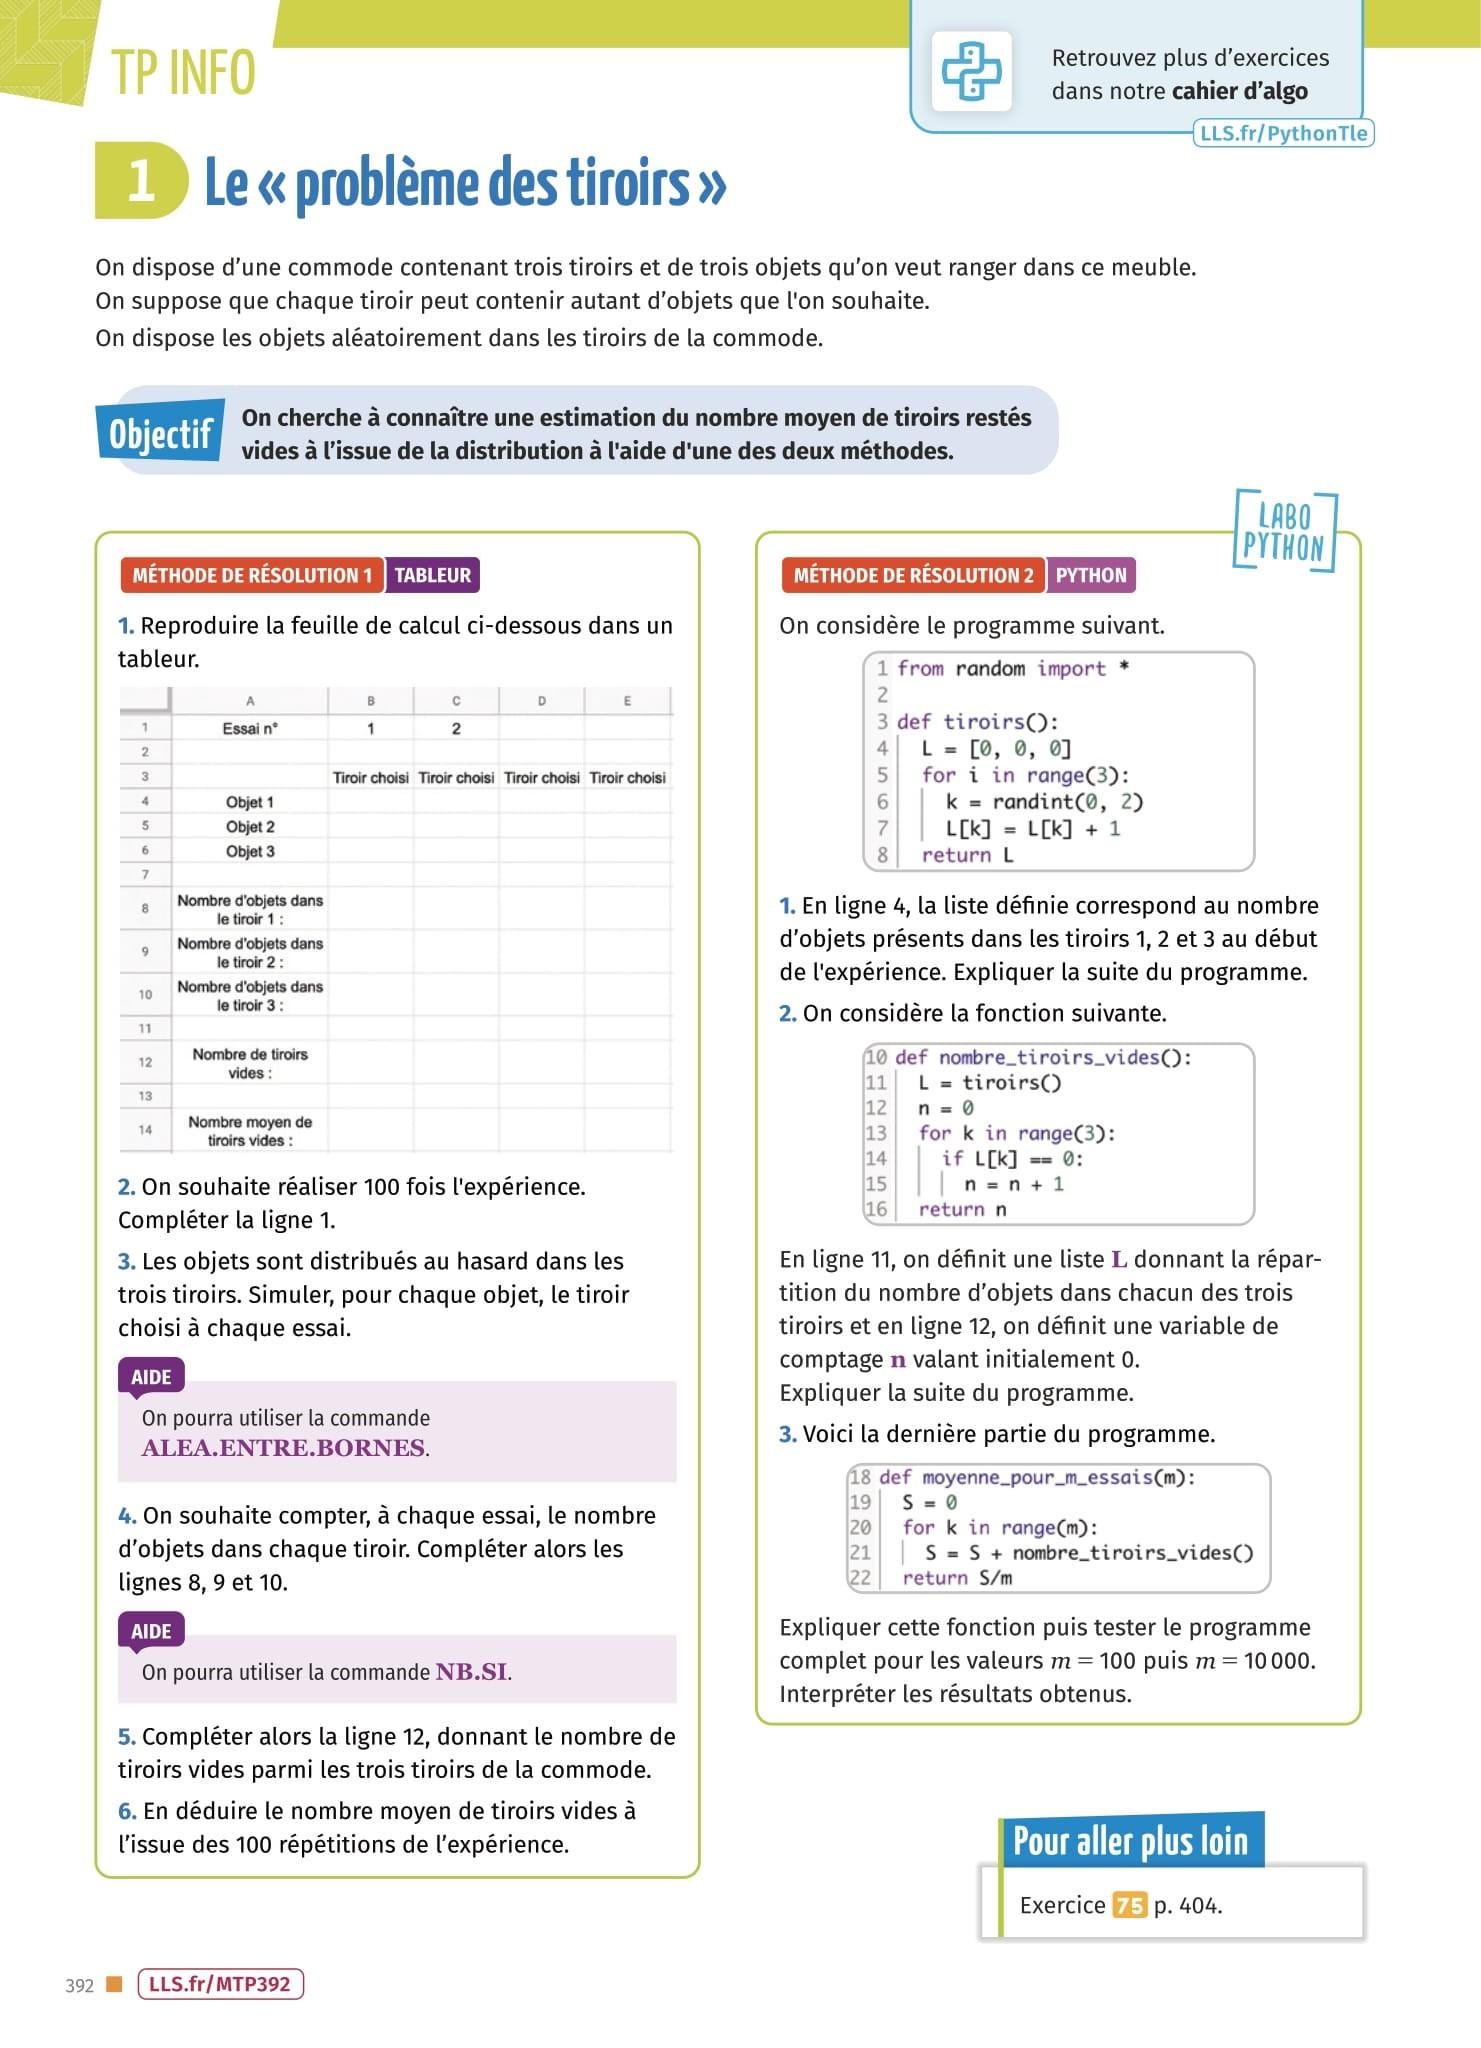 TP INFO
Retrouvez plus d’exercices
dans notre cahier d’algo
LLS.fr/PythonTle
1 Le « problème des tiroirs »
On dispose d’une commode contenant trois tiroirs et de trois objets qu’on veut ranger dans ce meuble.
On suppose que chaque tiroir peut contenir autant d’objets que l'on souhaite.
On dispose les objets aléatoirement dans les tiroirs de la commode.
Objectif
On cherche à connaître une estimation du nombre moyen de tiroirs restés
vides à l’issue de la distribution à l'aide d'une des deux méthodes.
MÉTHODE DE RÉSOLUTION 1 TABLEUR
1. Reproduire la feuille de calcul ci-dessous dans un
tableur.
A B C D E
1 Essai n° 1 2
2
3 Tiroir choisi Tiroir choisi Tiroir choisi Tiroir choisi
4 Objet 1
5 Objet 2
6 Objet 3
7
8 Nombre d'objets dans
le tiroir 1 :
9 Nombre d'objets dans
le tiroir 2 :
10 Nombre d'objets dans
le tiroir 3 :
11
12 Nombre de tiroirs
vides :
13
14 Nombre moyen de
tiroirs vides :
2. On souhaite réaliser 100 fois l'expérience.
Compléter la ligne 1.
3. Les objets sont distribués au hasard dans les
trois tiroirs. Simuler, pour chaque objet, le tiroir
choisi à chaque essai.
AIDE
On pourra utiliser la commande
ALEA.ENTRE.BORNES.
4. On souhaite compter, à chaque essai, le nombre
d’objets dans chaque tiroir. Compléter alors les
lignes 8, 9 et 10.
AIDE
On pourra utiliser la commande NB.SI.
5. Compléter alors la ligne 12, donnant le nombre de
tiroirs vides parmi les trois tiroirs de la commode.
6. En déduire le nombre moyen de tiroirs vides à
l’issue des 100 répétitions de l’expérience.
LABO
PYTHON
MÉTHODE DE RÉSOLUTION 2 PYTHON
On considère le programme suivant.
1 from random import *
2
3 def tiroirs():
4 L = [0, 0, 0]
5 for i in range(3):
6 k = randint(0, 2)
7 L[k] = L[k] + 1
8 return L
1. En ligne 4, la liste définie correspond au nombre
d’objets présents dans les tiroirs 1, 2 et 3 au début
de l'expérience. Expliquer la suite du programme.
2. On considère la fonction suivante.
10 def nombre_tiroirs_vides():
11 L = tiroirs()
12 n = 0
13 for k in range(3):
14 if L[k] == 0:
15 n = n + 1
16 return n
En ligne 11, on définit une liste L donnant la répar-
tition du nombre d’objets dans chacun des trois
tiroirs et en ligne 12, on définit une variable de
comptage n valant initialement 0.
Expliquer la suite du programme.
3. Voici la dernière partie du programme.
18 def moyenne_pour_m_essais(m):
19 S = 0
20 for k in range(m):
21 S = S + nombre_tiroirs_vides()
22 return S/m
Expliquer cette fonction puis tester le programme
complet pour les valeurs m = 100 puis m = 10 000.
Interpréter les résultats obtenus.
Pour aller plus loin
Exercice 75 p. 404.
392 LLS.fr/MTP392